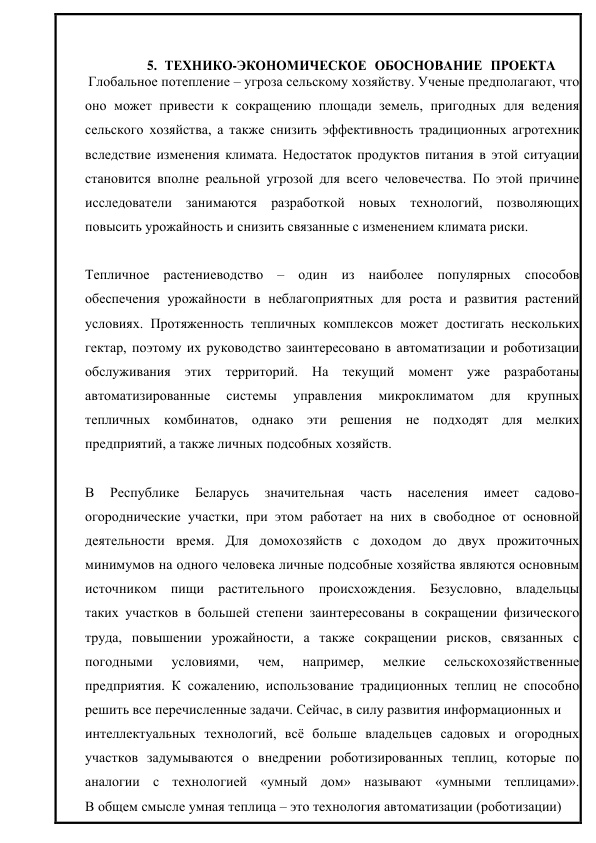 5. ТЕХНИКО-ЭКОНОМИЧЕСКОЕ ОБОСНОВАНИЕ ПРОЕКТА
Глобальное потепление – угроза сельскому хозяйству. Ученые предполагают, что
оно может привести к сокращению площади земель, пригодных для ведения
сельского хозяйства, а также снизить эффективность традиционных агротехник
вследствие изменения климата. Недостаток продуктов питания в этой ситуации
становится вполне реальной угрозой для всего человечества. По этой причине
исследователи занимаются разработкой новых технологий, позволяющих
повысить урожайность и снизить связанные с изменением климата риски.
Тепличное растениеводство – один из наиболее популярных способов
обеспечения урожайности в неблагоприятных для роста и развития растений
условиях. Протяженность тепличных комплексов может достигать нескольких
гектар, поэтому их руководство заинтересовано в автоматизации и роботизации
обслуживания этих территорий. На текущий момент уже разработаны
автоматизированные системы управления микроклиматом для крупных
тепличных комбинатов, однако эти решения не подходят для мелких
предприятий, а также личных подсобных хозяйств.
В Республике Беларусь значительная часть населения имеет садово-
огороднические участки, при этом работает на них в свободное от основной
деятельности время. Для домохозяйств с доходом до двух прожиточных
минимумов на одного человека личные подсобные хозяйства являются основным
источником пищи растительного происхождения. Безусловно, владельцы
таких участков в большей степени заинтересованы в сокращении физического
труда, повышении урожайности, а также сокращении рисков, связанных с
погодными условиями, чем, например, мелкие сельскохозяйственные
предприятия. К сожалению, использование традиционных теплиц не способно
решить все перечисленные задачи. Сейчас, в силу развития информационных и
интеллектуальных технологий, всё больше владельцев садовых и огородных
участков задумываются о внедрении роботизированных теплиц, которые по
аналогии с технологией «умный дом» называют «умными теплицами».
В общем смысле умная теплица – это технология автоматизации (роботизации)